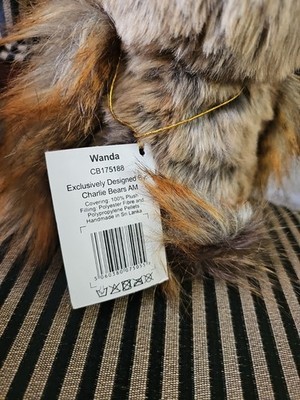 Wanda
CB175188
Exclusively Designed
Charlie Bears AM
Covering: 100% Plush
Filling: Polyester Fibre and
Polypropylene Pellets
Handmade in Sri Lanka